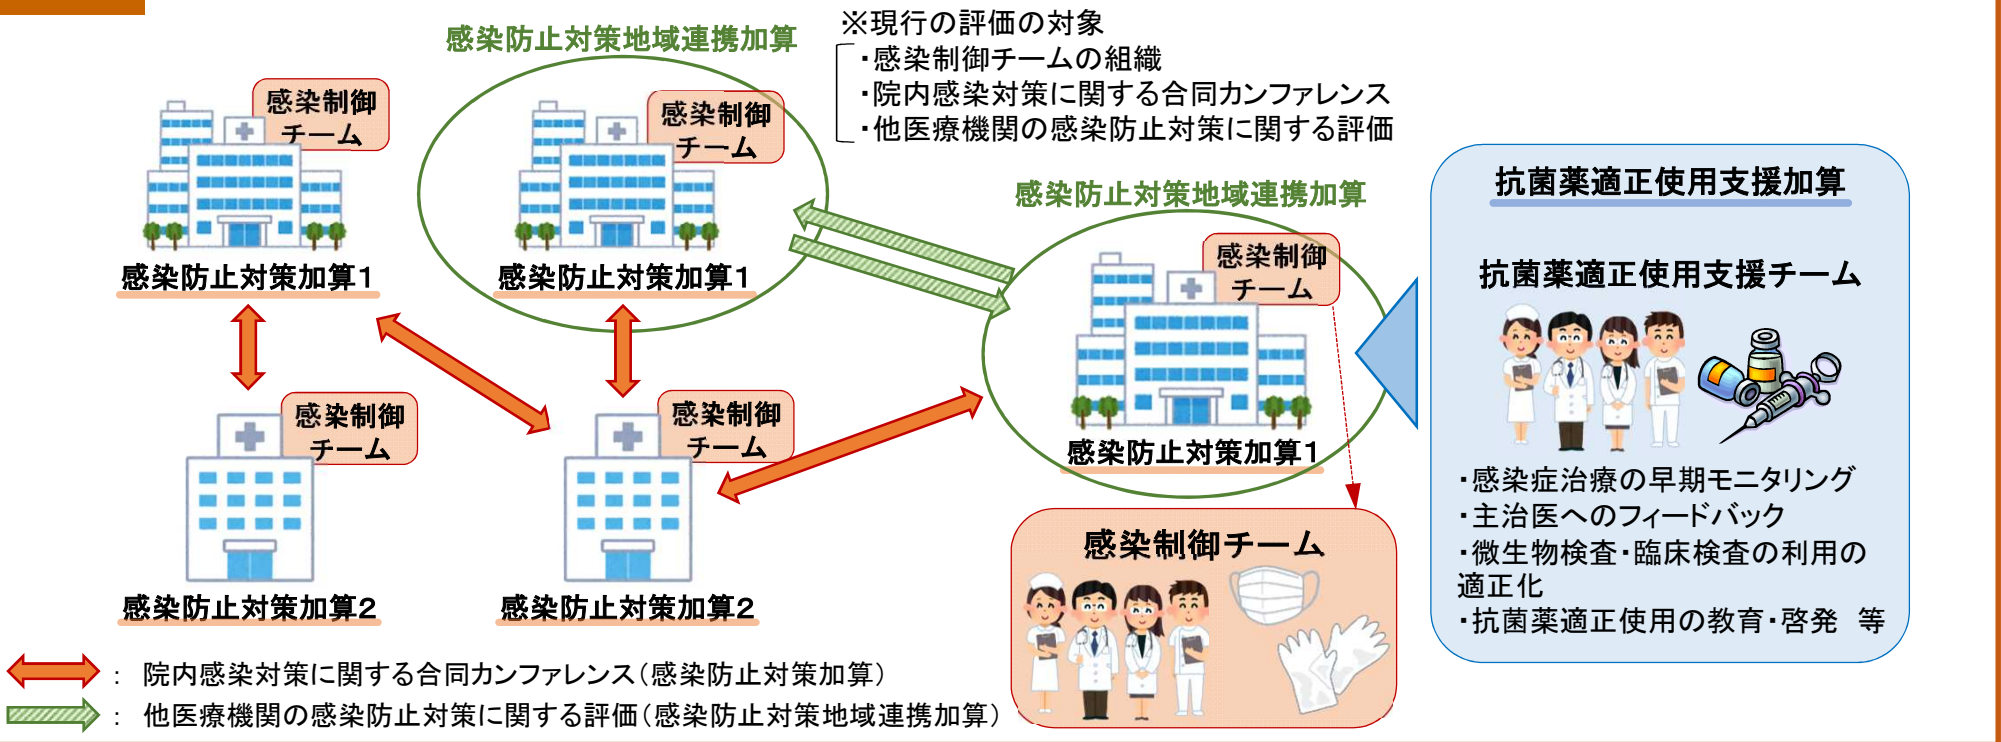 感染防止対策地域連携加算
※現行の評価の対象
・感染制御チームの組織
・院内感染対策に関する合同カンファレンス
・他医療機関の感染防止対策に関する評価
感染制御
チーム
感染防止対策加算1
感染制御
チーム
感染防止対策加算1
感染防止対策地域連携加算
感染制御
チーム
感染防止対策加算1
感染制御
チーム
感染防止対策加算2
感染制御
チーム
感染防止対策加算2
感染制御チーム
抗菌薬適正使用支援加算
抗菌薬適正使用支援チーム
・感染症治療の早期モニタリング
・主治医へのフィードバック
・微生物検査・臨床検査の利用の
適正化
・抗菌薬適正使用の教育・啓発　等
：　院内感染対策に関する合同カンファレンス（感染防止対策加算）
：　他医療機関の感染防止対策に関する評価（感染防止対策地域連携加算）